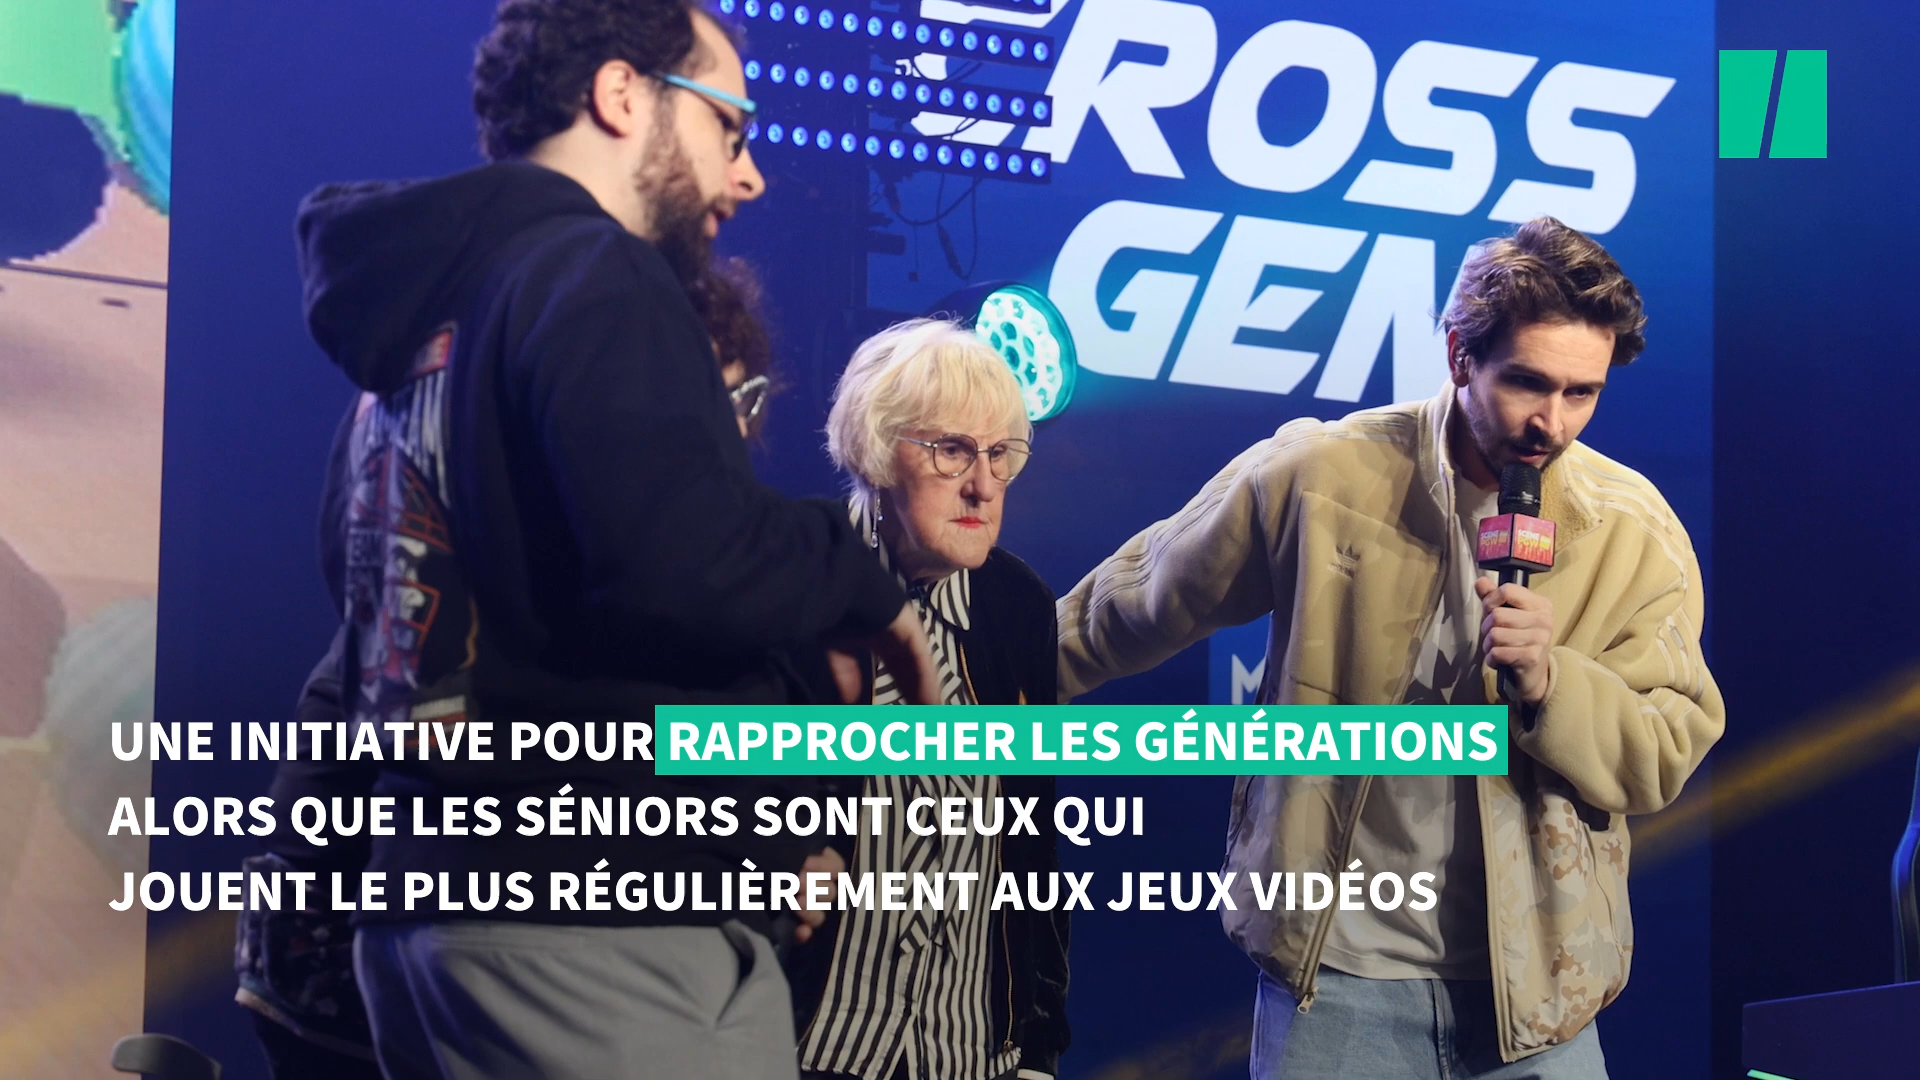 CROSS
GEN
UNE INITIATIVE POUR RAPPROCHER LES GÉNÉRATIONS
ALORS QUE LES SÉNIORS SONT CEUX QUI
JOUENT LE PLUS RÉGULIÈREMENT AUX JEUX VIDÉOS